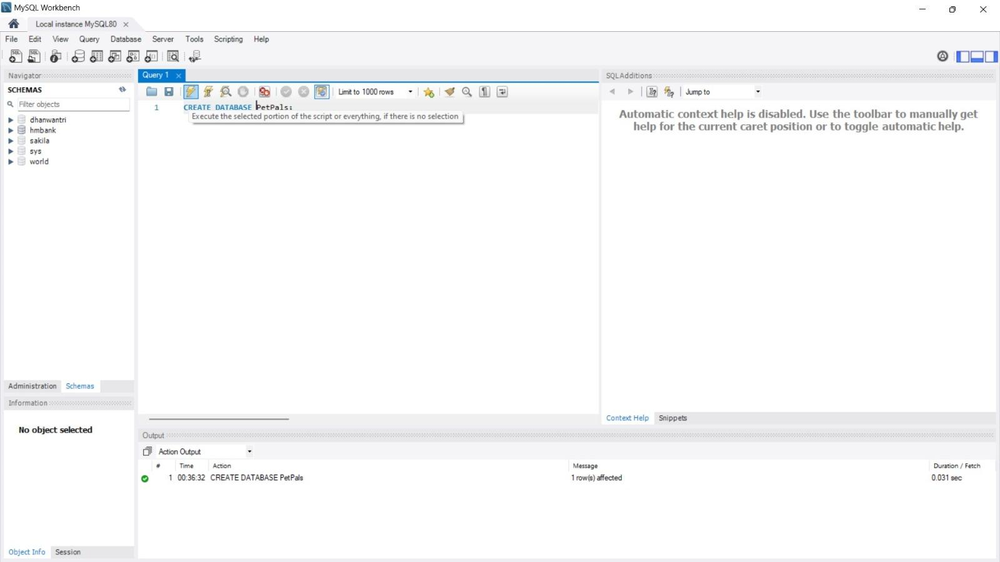 MySQL Workbench
Local instance MySQL80
File Edit View Query Database Server Tools Scripting Help
Navigator
SCHEMAS
Filter objects
dhanwantri
hmbank
sakila
sys
world
Administration Schemas
Information
No object selected
Object Info Session
Query 1
Limit to 1000 rows
1 CREATE DATABASE PetPals;
Execute the selected portion of the script or everything, if there is no selection
SQLAdditions
Jump to
Automatic context help is disabled. Use the toolbar to manually get
help for the current caret position or to toggle automatic help.
Context Help Snippets
Output
Action Output
# Time Action Message Duration / Fetch
1 00:36:32 CREATE DATABASE PetPals 1 row(s) affected 0.031 sec